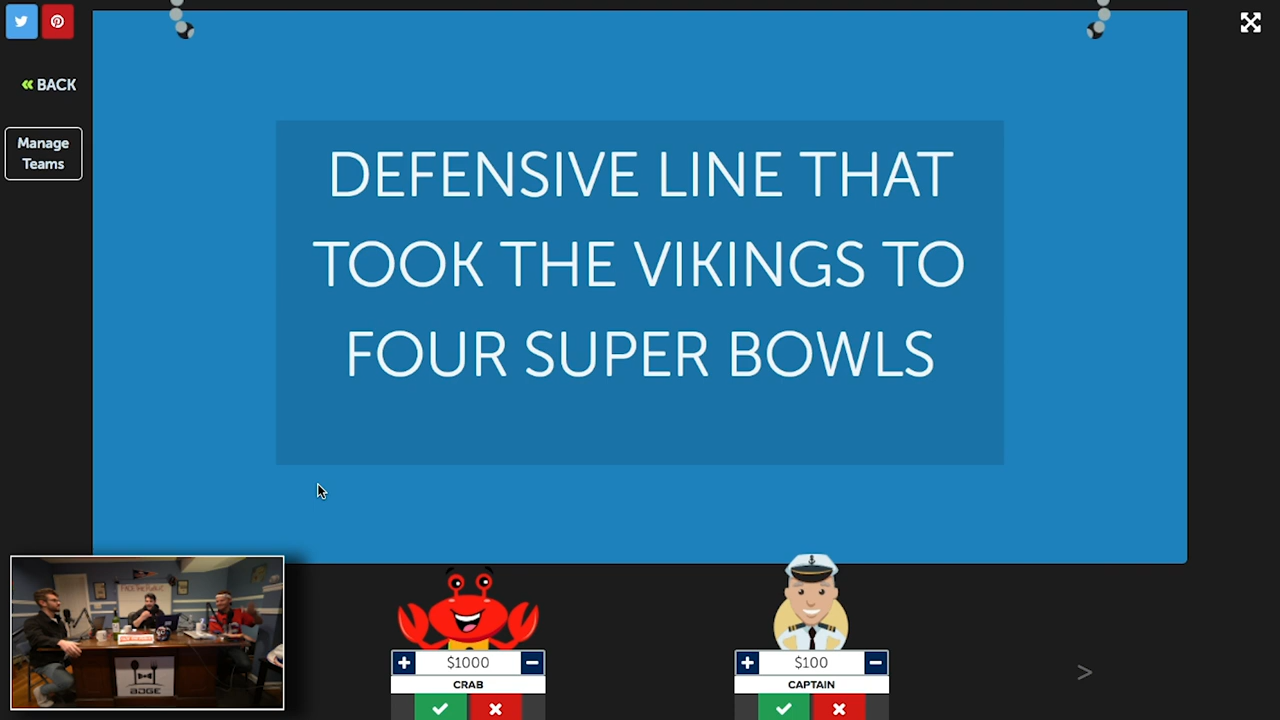 « BACK
Manage
Teams
DEFENSIVE LINE THAT
TOOK THE VIKINGS TO
FOUR SUPER BOWLS
+ $1000 −
CRAB
+ $100 −
CAPTAIN
>